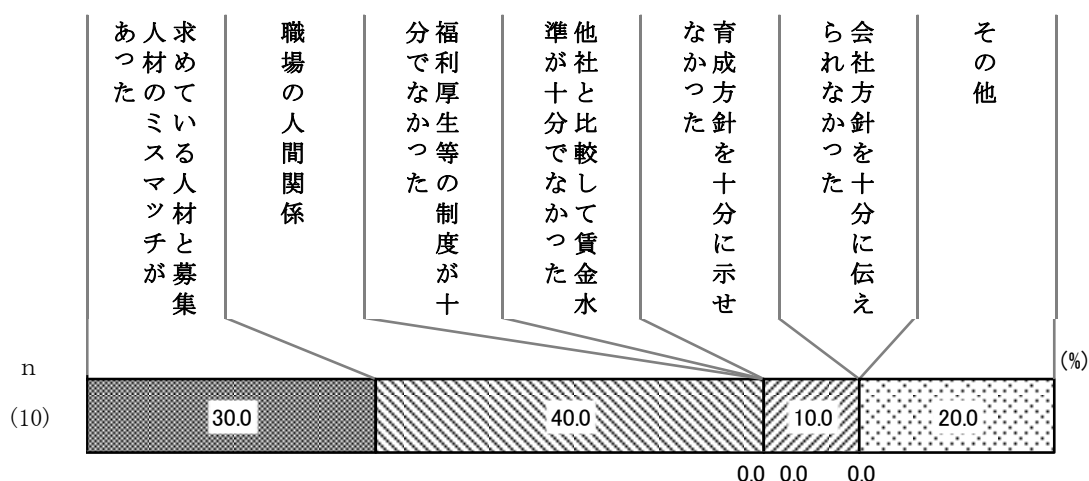 求めている人材と募集
人材のミスマッチが
あった
職場の人間関係
福利厚生等の制度が十
分でなかった
他社と比較して賃金水
準が十分でなかった
育成方針を十分に示せ
なかった
会社方針を十分に伝え
られなかった
その他
(%)
n
(10)
30.0
40.0
10.0
20.0
0.0
0.0
0.0